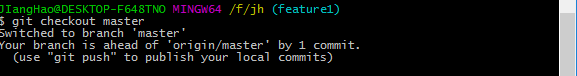 JIangHao@DESKTOP-F648TNO MINGW64 /f/jh (feature1)
$ git checkout master
Switched to branch 'master'
Your branch is ahead of 'origin/master' by 1 commit.
  (use "git push" to publish your local commits)